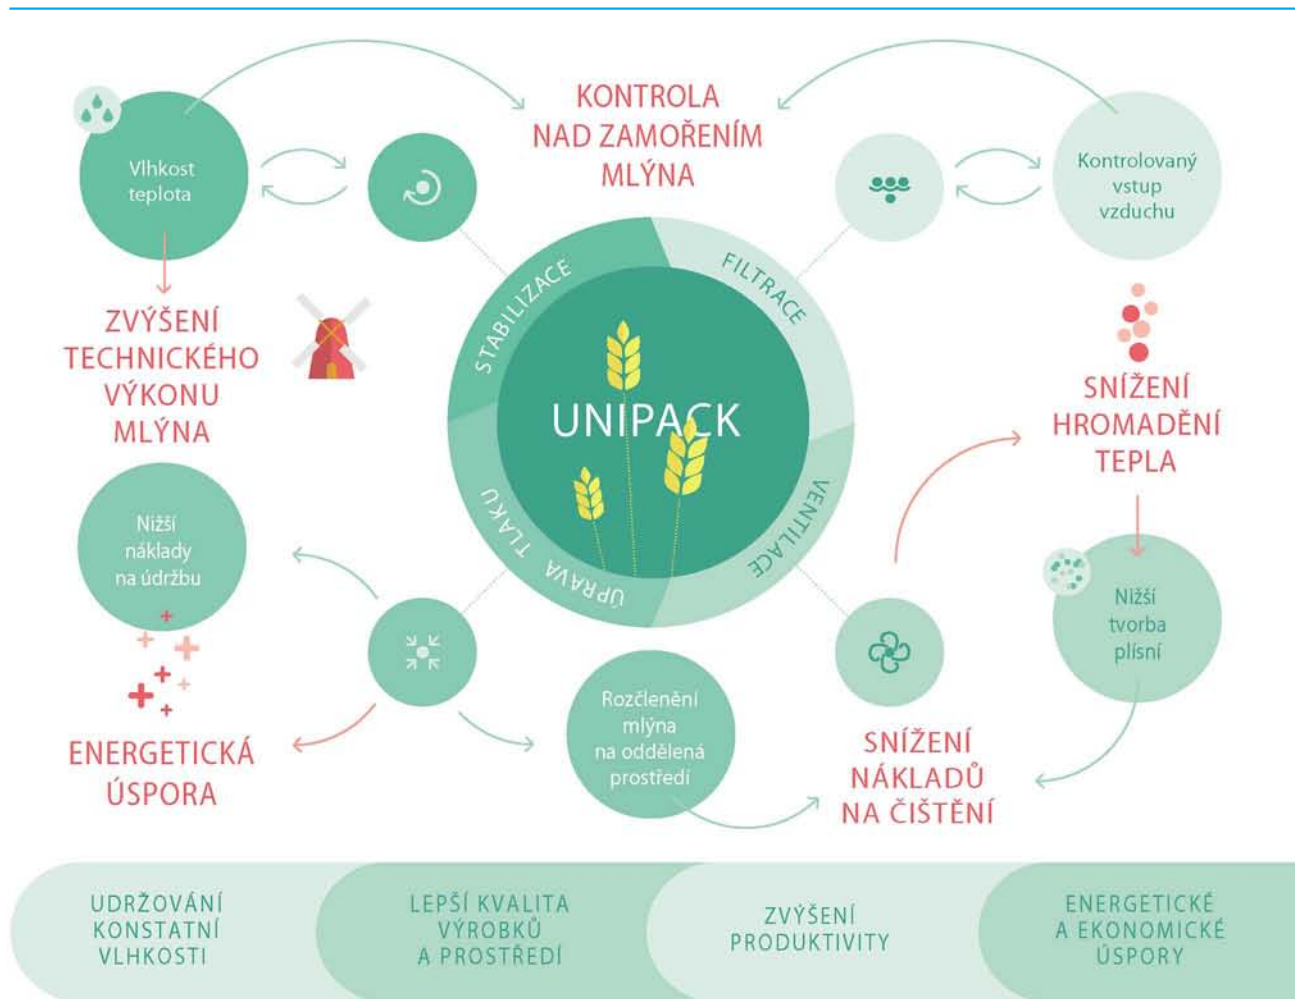 KONTROLA
NAD ZAMOŘENÍM
MLÝNA
Vlhkost
teplota
Kontrolovaný
vstup
vzduchu
STABILIZACE
FILTRACE
ZVÝŠENÍ
TECHNICKÉHO
VÝKONU
MLÝNA
UNIPACK
SNÍŽENÍ
HROMADĚNÍ
TEPLA
ÚPRAVA TLAKU
VENTILACE
Nižší
náklady
na údržbu
Nižší
tvorba
plísní
Rozčlenění
mlýna
na oddělená
prostředí
ENERGETICKÁ
ÚSPORA
SNÍŽENÍ
NÁKLADŮ
NA ČIŠTĚNÍ
UDRŽOVÁNÍ
KONSTATNÍ
VLHKOSTI
LEPŠÍ KVALITA
VÝROBKŮ
A PROSTŘEDÍ
ZVÝŠENÍ
PRODUKTIVITY
ENERGETICKÉ
A EKONOMICKÉ
ÚSPORY